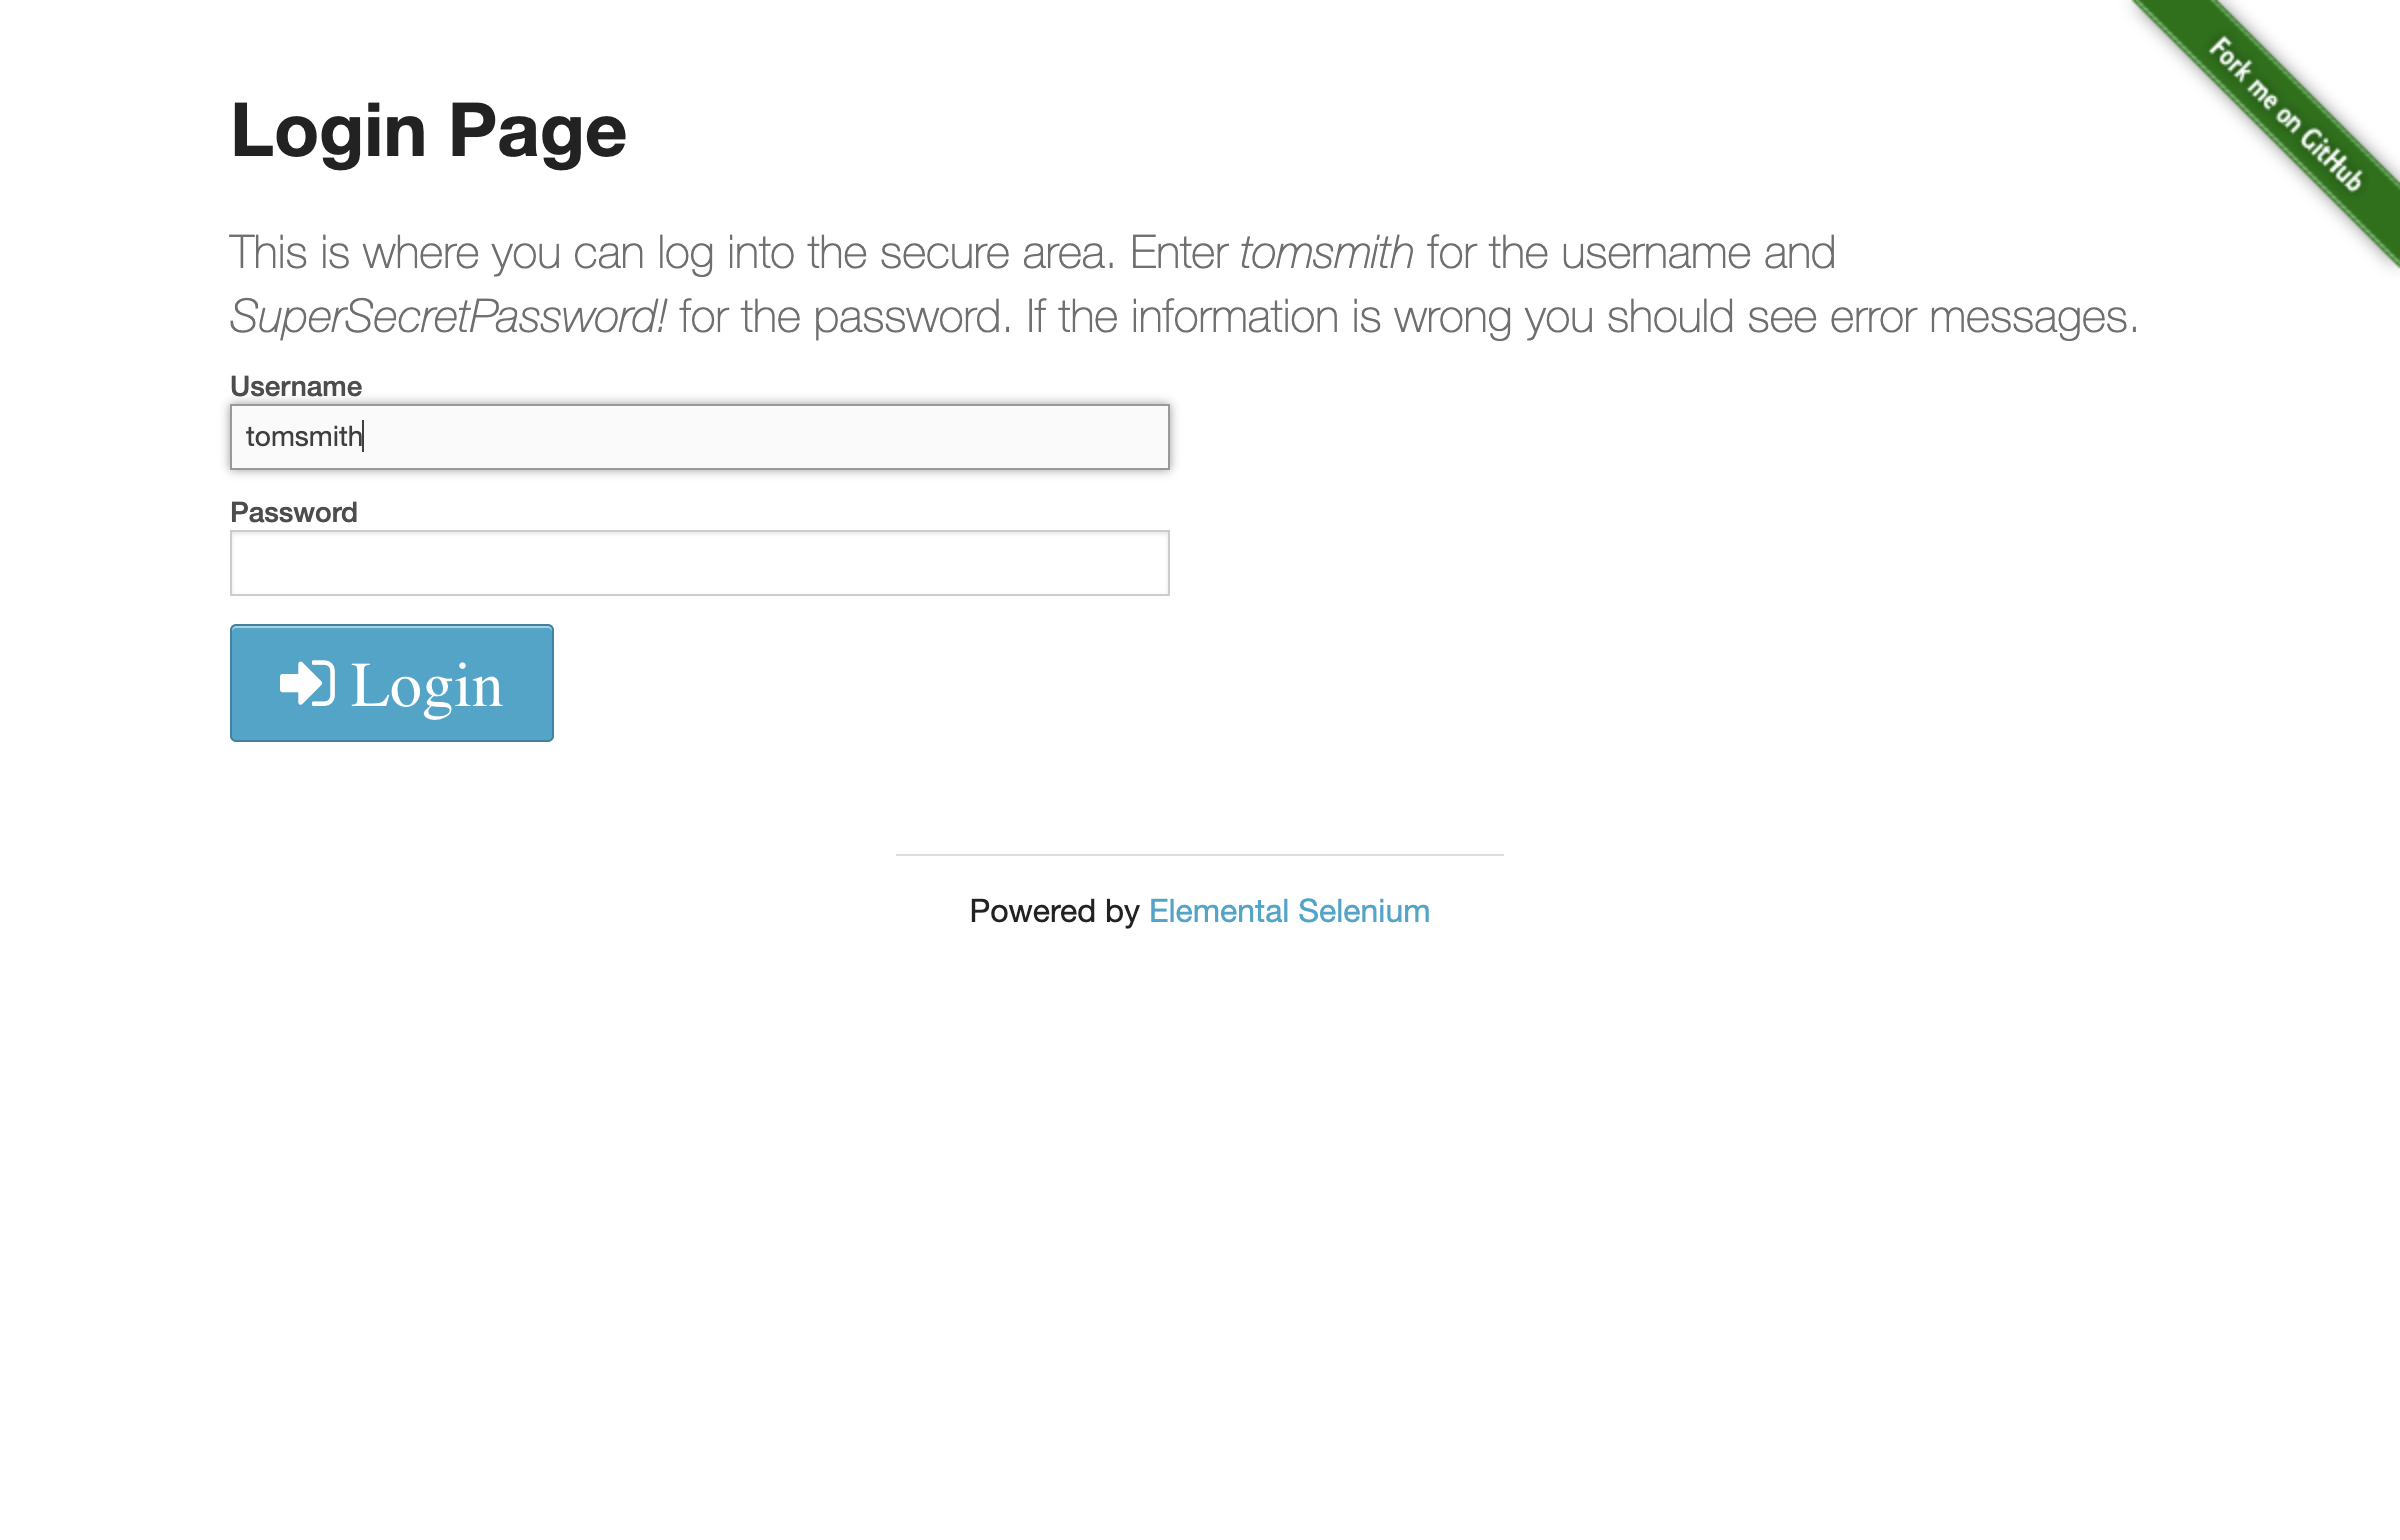 Fork me on GitHub
Login Page
This is where you can log into the secure area. Enter tomsmith for the username and
SuperSecretPassword! for the password. If the information is wrong you should see error messages.
Username
tomsmith
Password
Login
Powered by Elemental Selenium